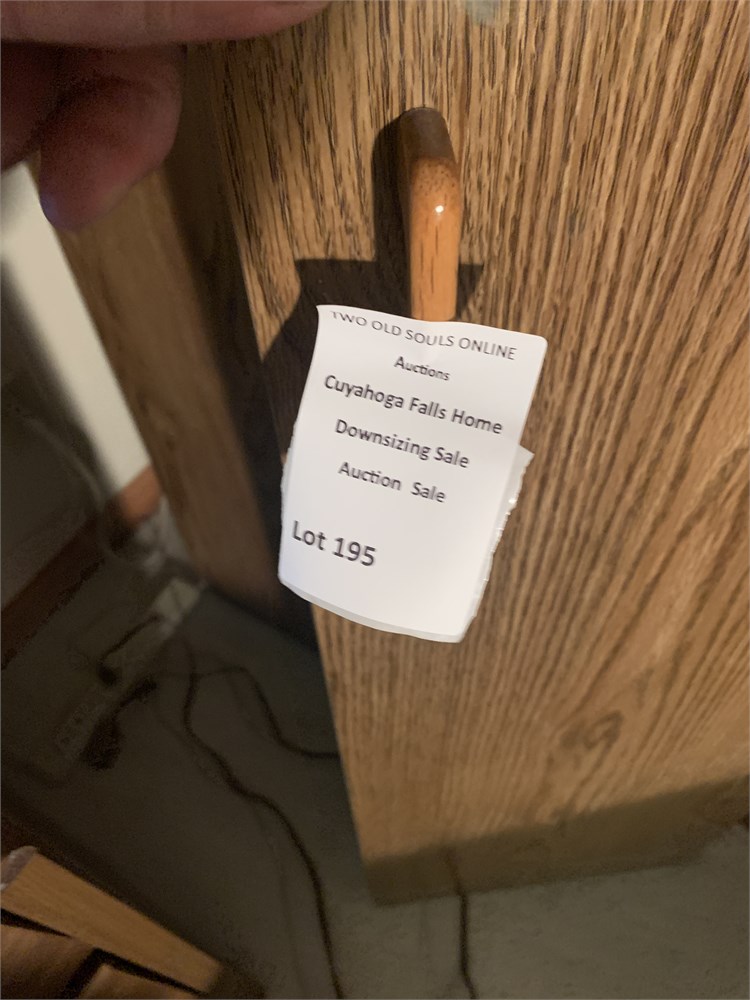 TWO OLD SOULS ONLINE
Auctions
Cuyahoga Falls Home
Downsizing Sale
Auction Sale
Lot 195